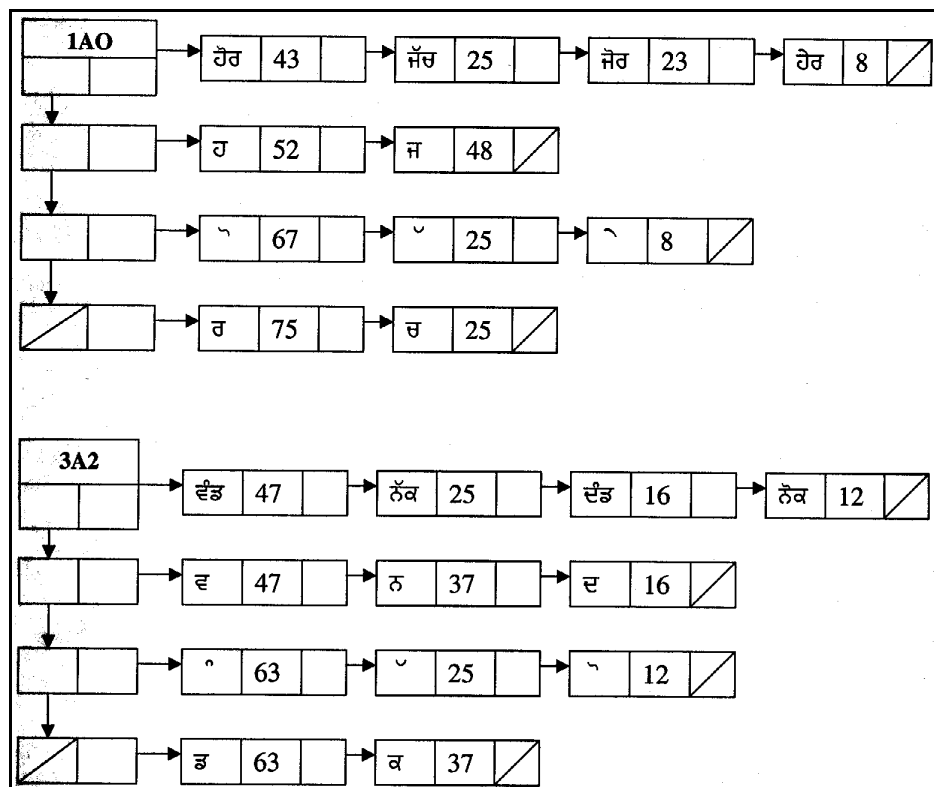 1AO
ਹੋਰ 43 ਜੱਚ 25 ਜੋਰ 23 ਹੇਰ 8
ਹ 52 ਜ 48
ੋ 67 ੱ 25 ੇ 8
ਰ 75 ਚ 25
3A2
ਵੰਡ 47 ਨੱਕ 25 ਦੰਡ 16 ਨੋਕ 12
ਵ 47 ਨ 37 ਦ 16
ੰ 63 ੱ 25 ੋ 12
ਡ 63 ਕ 37